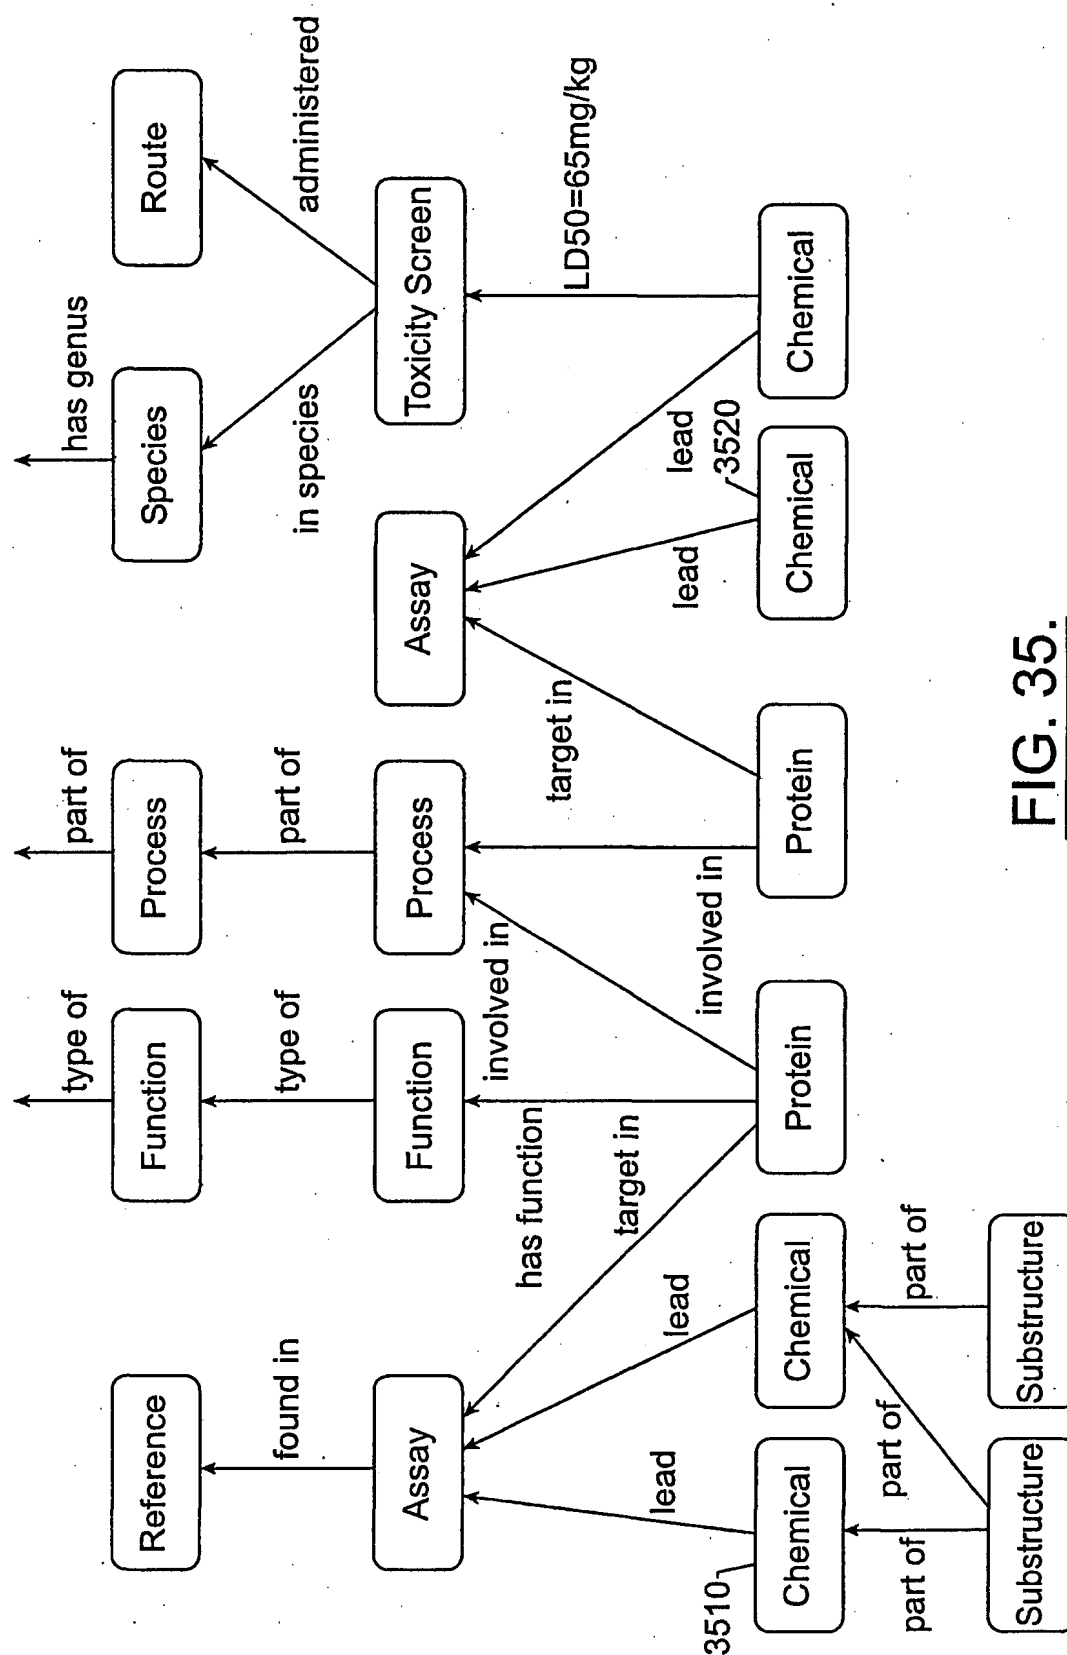 type of
part of
has genus
Reference
Function
Process
Species
Route
found in
type of
part of
in species
administered
Assay
Function
Process
Assay
Toxicity Screen
has function
involved in
target in
target in
LD50=65mg/kg
lead
lead
involved in
lead
lead
3510
3520
Chemical
Chemical
Protein
Protein
Chemical
Chemical
part of
part of
part of
Substructure
Substructure
FIG. 35.